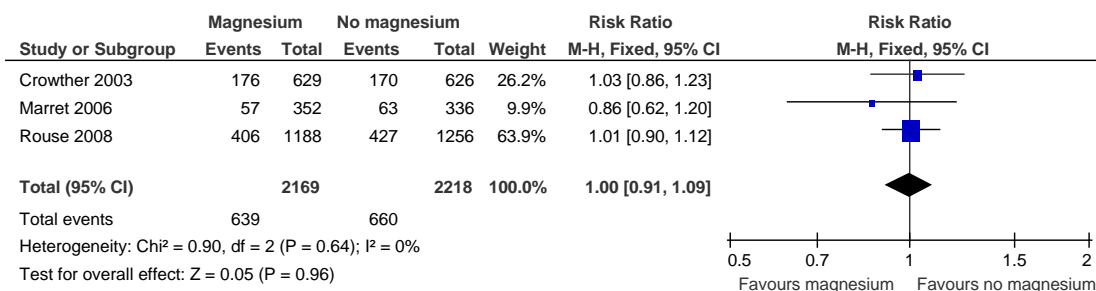 Magnesium No magnesium Risk Ratio Risk Ratio
Study or Subgroup Events Total Events Total Weight M-H, Fixed, 95% CI M-H, Fixed, 95% CI
Crowther 2003 176 629 170 626 26.2% 1.03 [0.86, 1.23]
Marret 2006 57 352 63 336 9.9% 0.86 [0.62, 1.20]
Rouse 2008 406 1188 427 1256 63.9% 1.01 [0.90, 1.12]
Total (95% CI) 2169 2218 100.0% 1.00 [0.91, 1.09]
Total events 639 660
Heterogeneity: Chi² = 0.90, df = 2 (P = 0.64); I² = 0%
Test for overall effect: Z = 0.05 (P = 0.96)
0.5 0.7 1 1.5 2
Favours magnesium Favours no magnesium